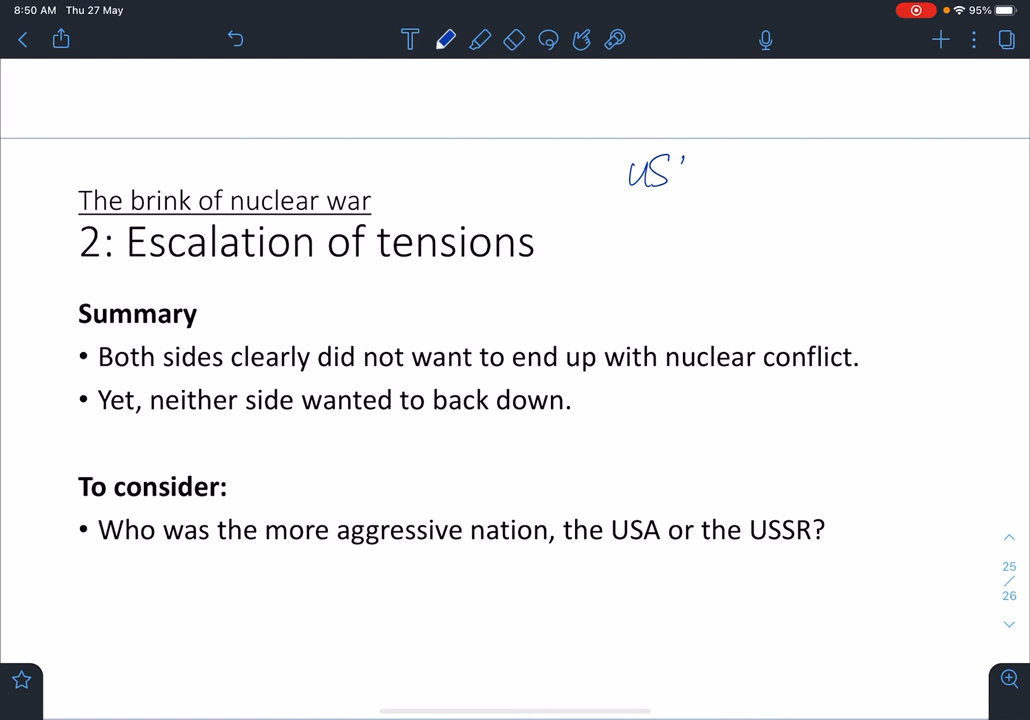 8:50 AM Thu 27 May
95%
US'
The brink of nuclear war
2: Escalation of tensions
Summary
• Both sides clearly did not want to end up with nuclear conflict.
• Yet, neither side wanted to back down.
To consider:
• Who was the more aggressive nation, the USA or the USSR?
25
/
26